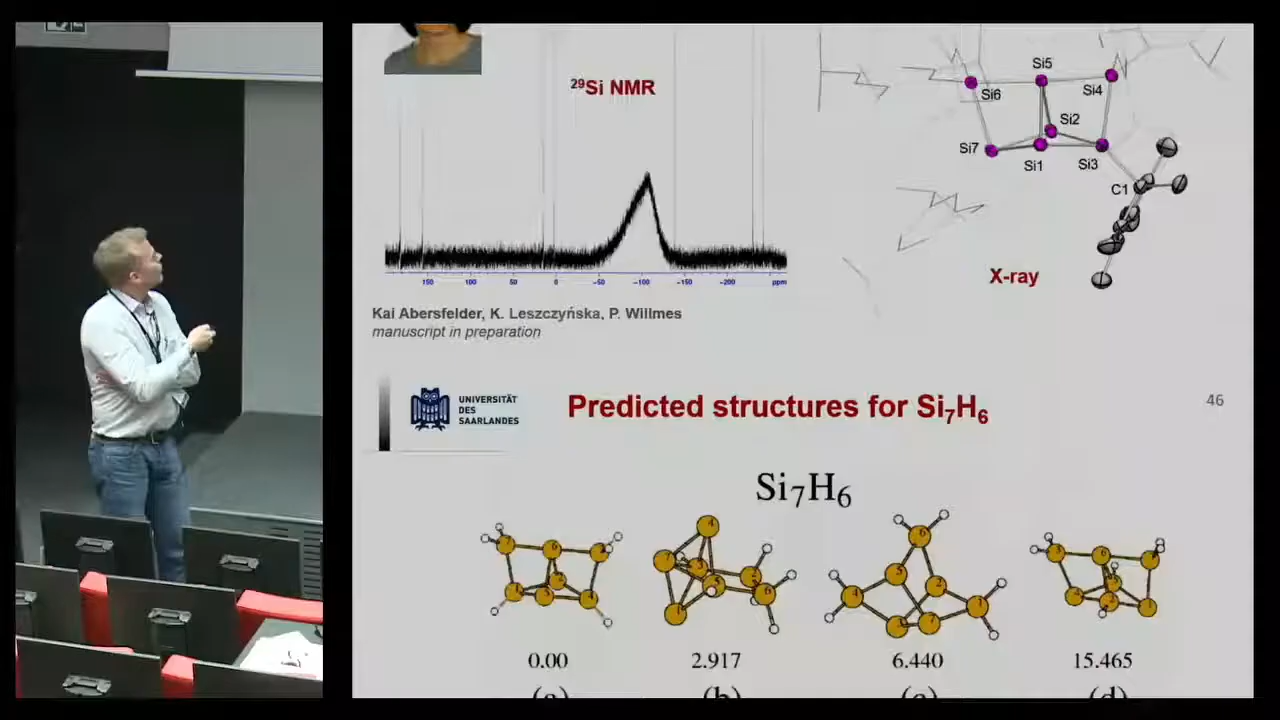 ²⁹Si NMR
150 100 50 0 −50 −100 −150 −200 ppm
Kai Abersfelder, K. Leszczyńska, P. Willmes
manuscript in preparation
Si5
Si6
Si4
Si2
Si7
Si1
Si3
C1
X-ray
UNIVERSITÄT
DES
SAARLANDES
Predicted structures for Si₇H₆
46
Si₇H₆
0.00 2.917 6.440 15.465
(a) (b) (c) (d)